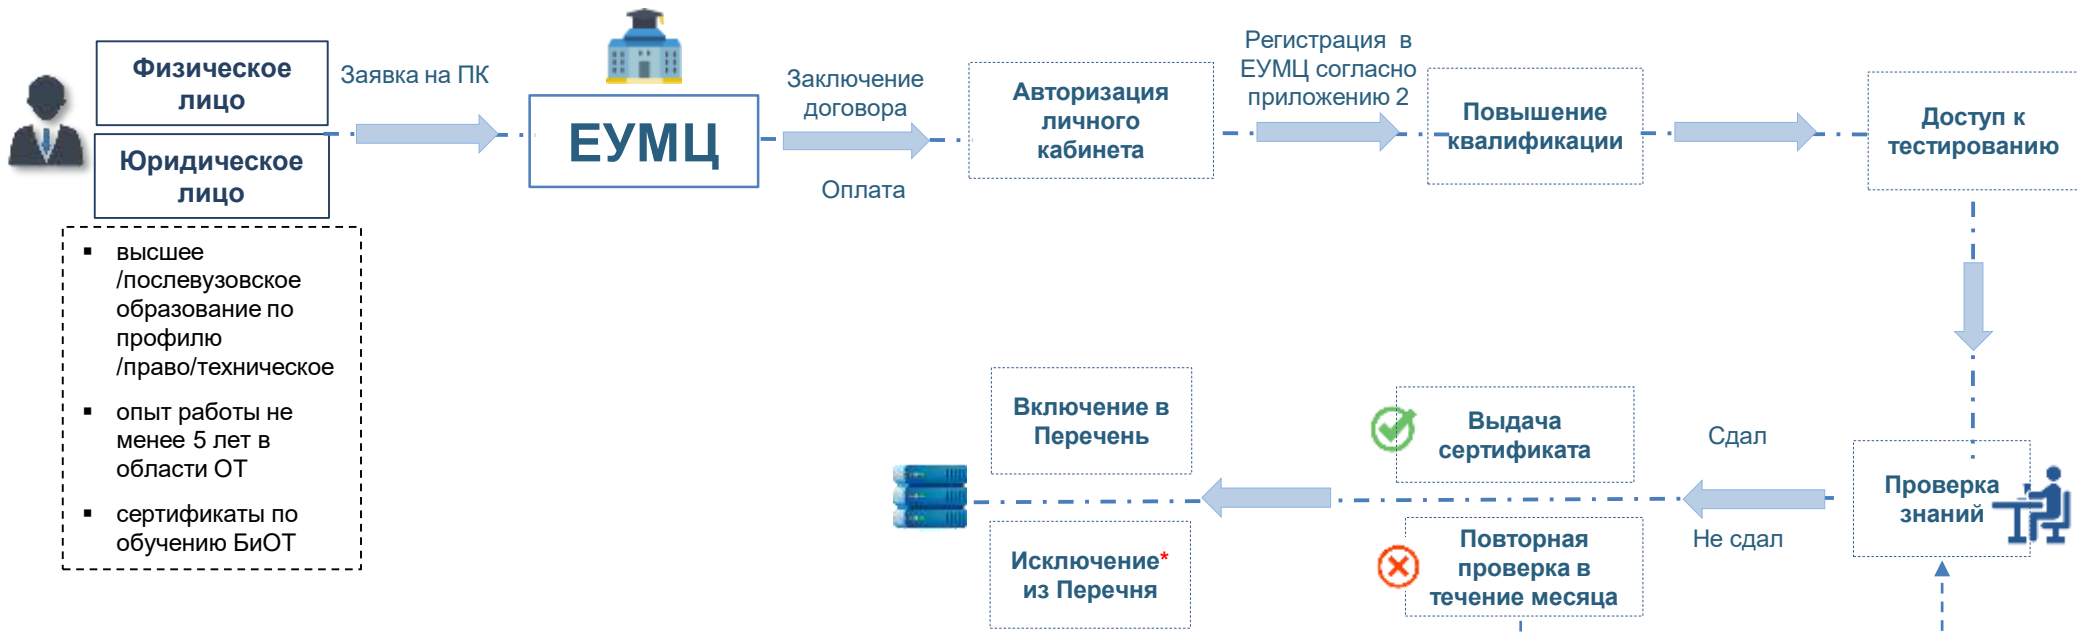 Физическое
лицо
Юридическое
лицо
▪ высшее
/послевузовское
образование по
профилю
/право/техническое
▪ опыт работы не
менее 5 лет в
области ОТ
▪ сертификаты по
обучению БиОТ
Заявка на ПК
ЕУМЦ
Заключение
договора
Оплата
Авторизация
личного
кабинета
Регистрация в
ЕУМЦ согласно
приложению 2
Повышение
квалификации
Доступ к
тестированию
Проверка
знаний
Сдал
Не сдал
Выдача
сертификата
Повторная
проверка в
течение месяца
Включение в
Перечень
Исключение*
из Перечня